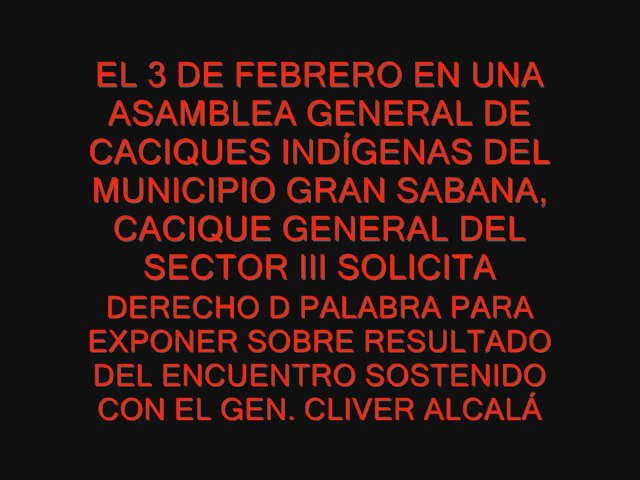 EL 3 DE FEBRERO EN UNA
ASAMBLEA GENERAL DE
CACIQUES INDÍGENAS DEL
MUNICIPIO GRAN SABANA,
CACIQUE GENERAL DEL
SECTOR III SOLICITA
DERECHO D PALABRA PARA
EXPONER SOBRE RESULTADO
DEL ENCUENTRO SOSTENIDO
CON EL GEN. CLIVER ALCALÁ